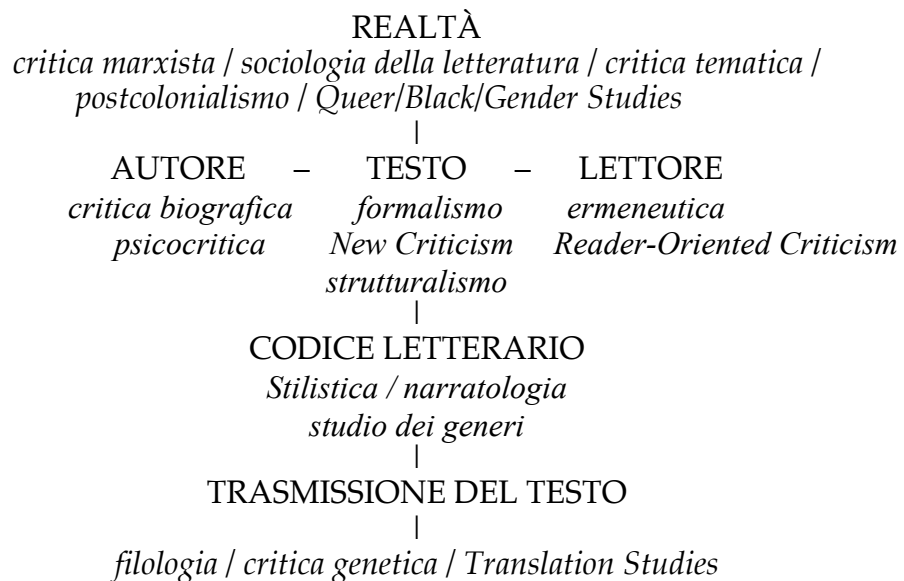 REALTÀ
critica marxista / sociologia della letteratura / critica tematica /
postcolonialismo / Queer/Black/Gender Studies
|
AUTORE – TESTO – LETTORE
critica biografica formalismo ermeneutica
psicocritica New Criticism Reader-Oriented Criticism
strutturalismo
|
CODICE LETTERARIO
Stilistica / narratologia
studio dei generi
|
TRASMISSIONE DEL TESTO
|
filologia / critica genetica / Translation Studies